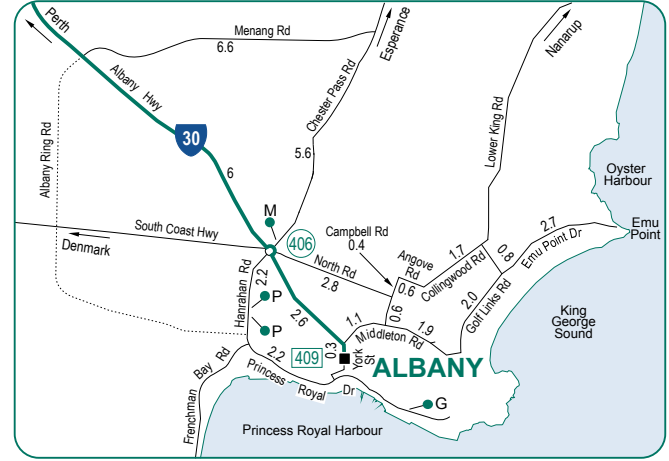 Perth
Menang Rd
6.6
Esperance
Nanarup
Albany Hwy
Chester Pass Rd
30
Albany Ring Rd
Lower King Rd
5.6
6
Oyster
Harbour
M
South Coast Hwy
406
Campbell Rd
0.4
Denmark
North Rd
2.8
Angove
Rd
0.6
1.7
Collingwood Rd
0.8
2.7
Emu Point Dr
Emu
Point
Hanrahan Rd
2.2
P
P
2.6
1.1
0.6
Middleton Rd
1.9
2.0
Golf Links Rd
King
George
Sound
409
0.3
York
St
ALBANY
2.2
Princess Royal Dr
Frenchman Bay Rd
G
Princess Royal Harbour